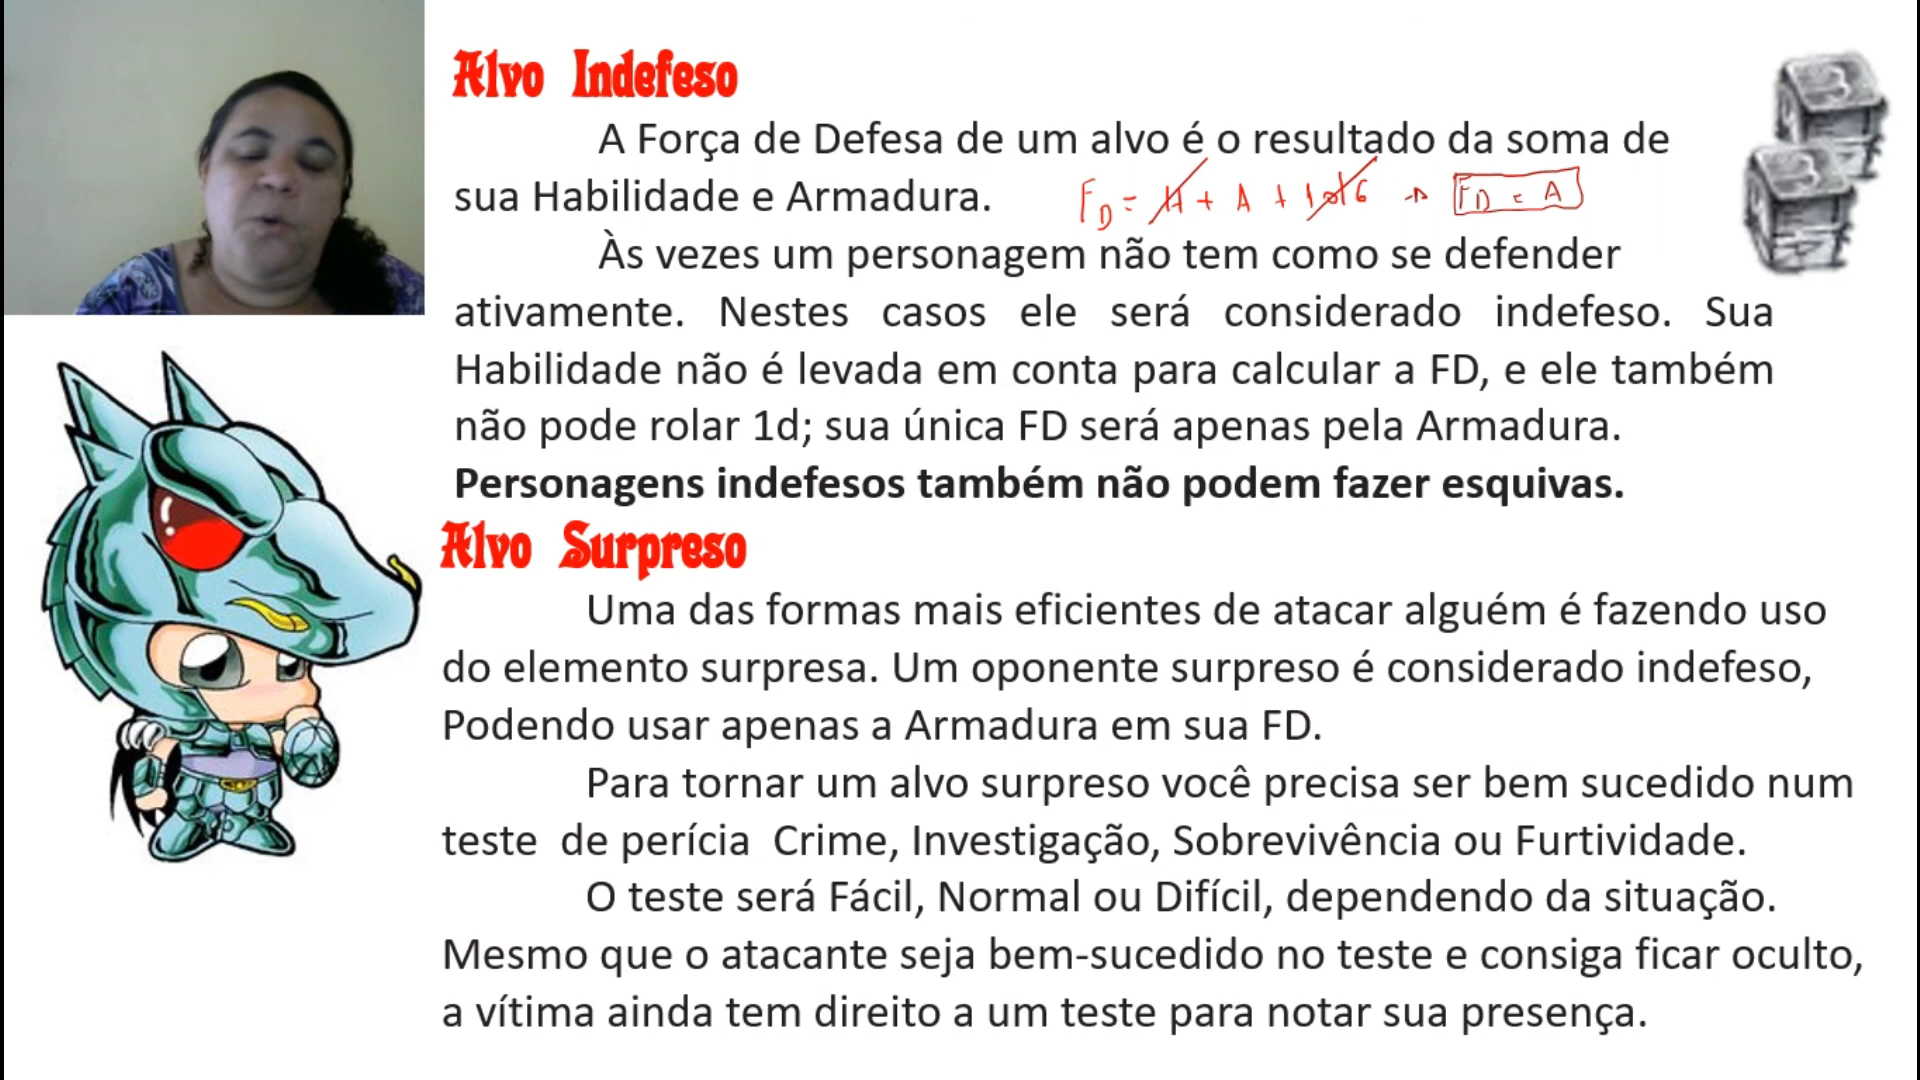 Alvo Indefeso
A Força de Defesa de um alvo é o resultado da soma de
sua Habilidade e Armadura.
FD = H + A + 1d6 → FD = A
Às vezes um personagem não tem como se defender
ativamente. Nestes casos ele será considerado indefeso. Sua
Habilidade não é levada em conta para calcular a FD, e ele também
não pode rolar 1d; sua única FD será apenas pela Armadura.
Personagens indefesos também não podem fazer esquivas.
Alvo Surpreso
Uma das formas mais eficientes de atacar alguém é fazendo uso
do elemento surpresa. Um oponente surpreso é considerado indefeso,
Podendo usar apenas a Armadura em sua FD.
Para tornar um alvo surpreso você precisa ser bem sucedido num
teste de perícia Crime, Investigação, Sobrevivência ou Furtividade.
O teste será Fácil, Normal ou Difícil, dependendo da situação.
Mesmo que o atacante seja bem-sucedido no teste e consiga ficar oculto,
a vítima ainda tem direito a um teste para notar sua presença.